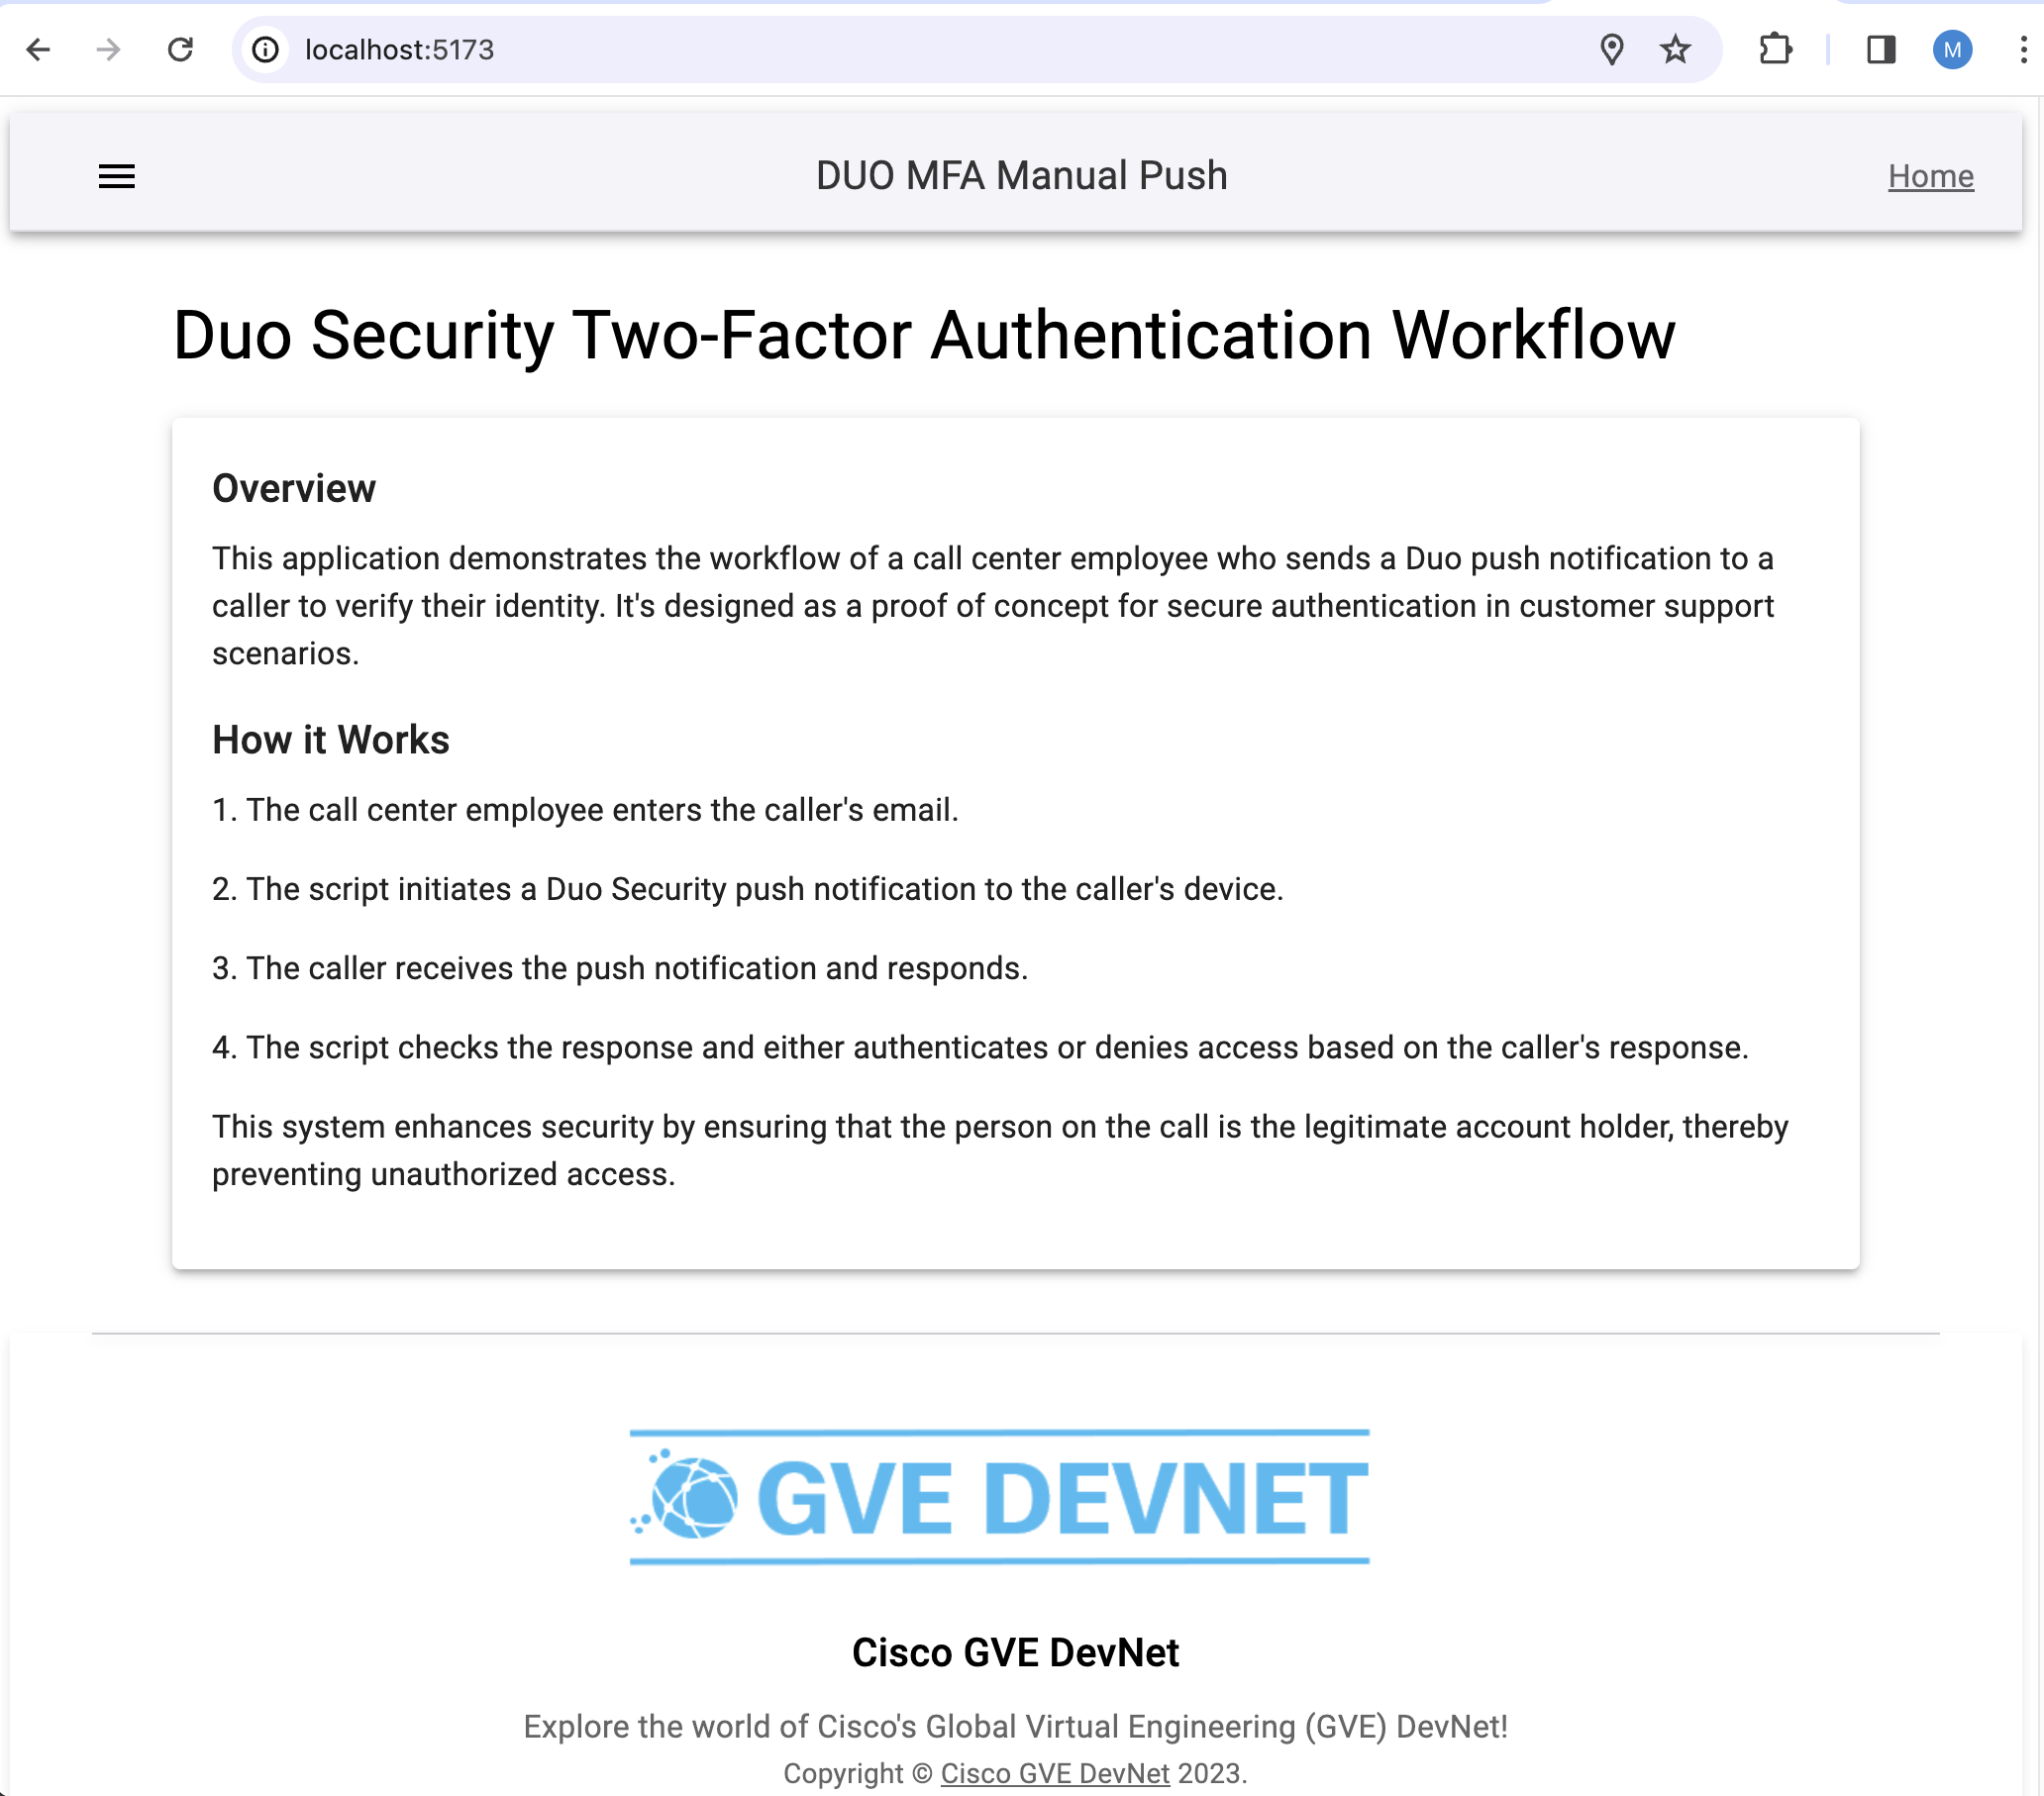 localhost:5173
M
DUO MFA Manual Push
Home
Duo Security Two-Factor Authentication Workflow
Overview
This application demonstrates the workflow of a call center employee who sends a Duo push notification to a
caller to verify their identity. It's designed as a proof of concept for secure authentication in customer support
scenarios.
How it Works
1. The call center employee enters the caller's email.
2. The script initiates a Duo Security push notification to the caller's device.
3. The caller receives the push notification and responds.
4. The script checks the response and either authenticates or denies access based on the caller's response.
This system enhances security by ensuring that the person on the call is the legitimate account holder, thereby
preventing unauthorized access.
GVE DEVNET
Cisco GVE DevNet
Explore the world of Cisco's Global Virtual Engineering (GVE) DevNet!
Copyright © Cisco GVE DevNet 2023.